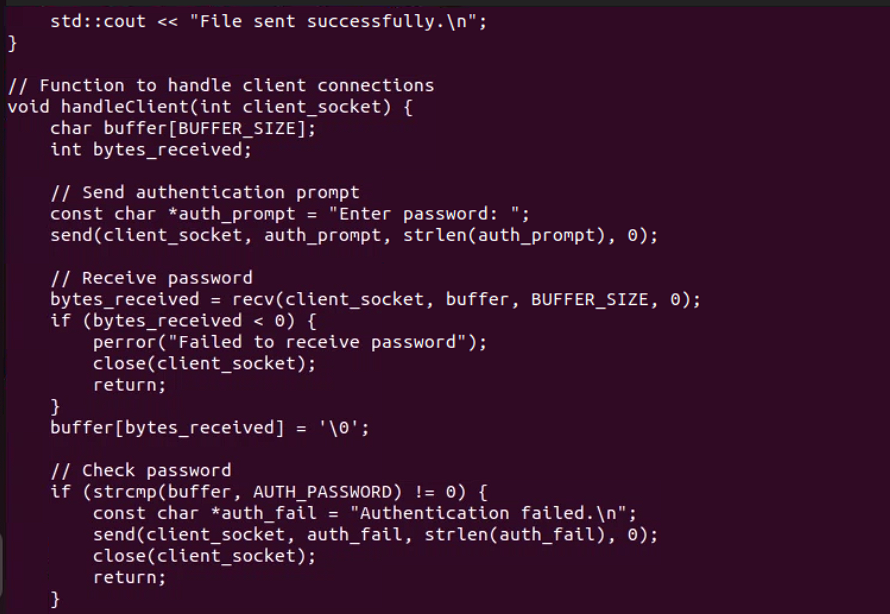 std::cout << "File sent successfully.\n";
}

// Function to handle client connections
void handleClient(int client_socket) {
    char buffer[BUFFER_SIZE];
    int bytes_received;

    // Send authentication prompt
    const char *auth_prompt = "Enter password: ";
    send(client_socket, auth_prompt, strlen(auth_prompt), 0);

    // Receive password
    bytes_received = recv(client_socket, buffer, BUFFER_SIZE, 0);
    if (bytes_received < 0) {
        perror("Failed to receive password");
        close(client_socket);
        return;
    }
    buffer[bytes_received] = '\0';

    // Check password
    if (strcmp(buffer, AUTH_PASSWORD) != 0) {
        const char *auth_fail = "Authentication failed.\n";
        send(client_socket, auth_fail, strlen(auth_fail), 0);
        close(client_socket);
        return;
    }